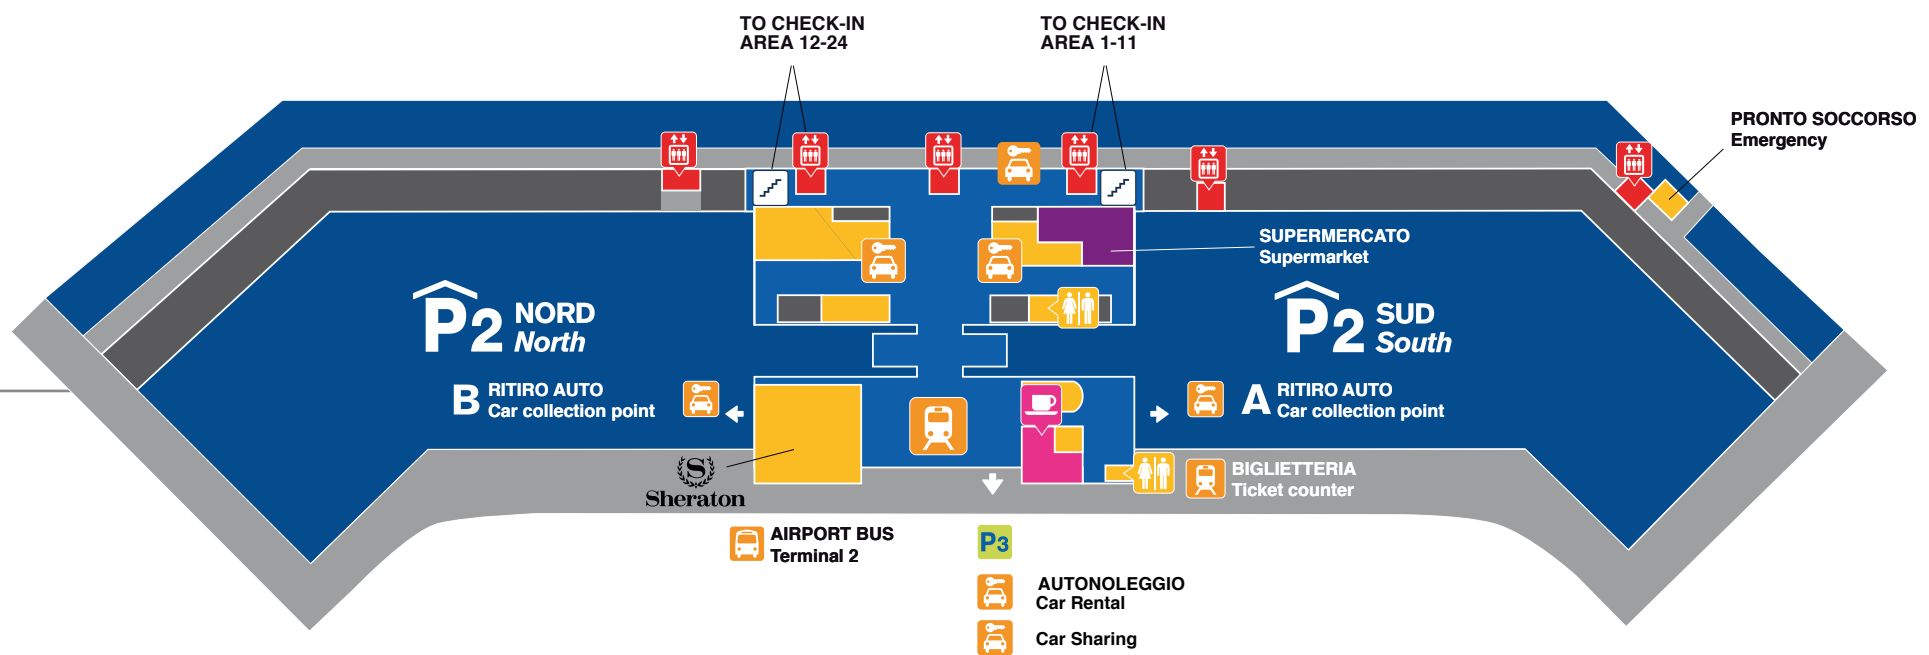 TO CHECK-IN
AREA 12-24
TO CHECK-IN
AREA 1-11
PRONTO SOCCORSO
Emergency
SUPERMERCATO
Supermarket
P2 NORD
North
P2 SUD
South
B RITIRO AUTO
Car collection point
A RITIRO AUTO
Car collection point
S
Sheraton
BIGLIETTERIA
Ticket counter
AIRPORT BUS
Terminal 2
P3
AUTONOLEGGIO
Car Rental
Car Sharing